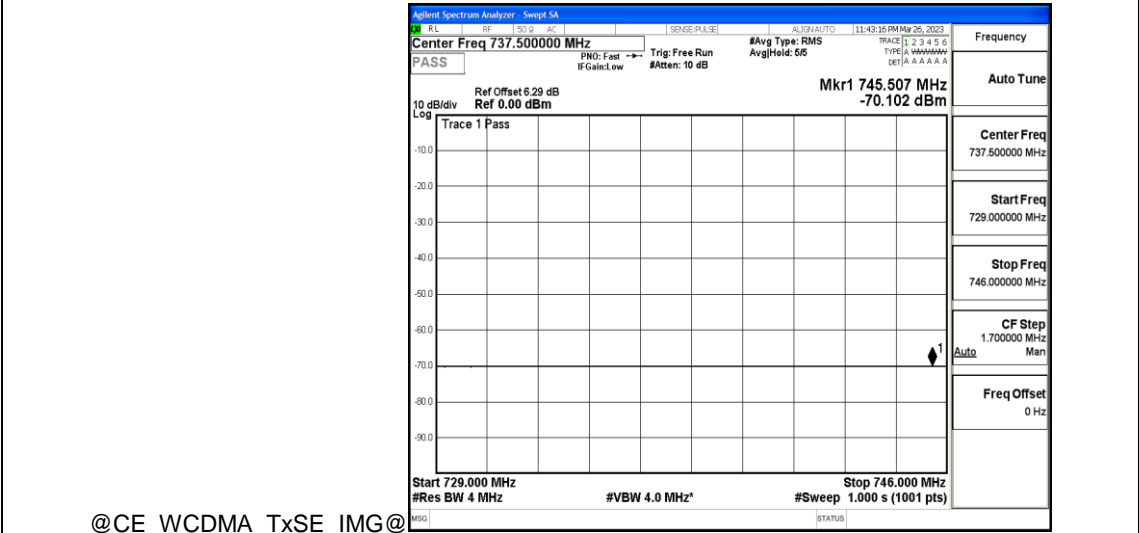 Agilent Spectrum Analyzer - Swept SA
RL RF 50 Ω AC SENSE:PULSE ALIGNAUTO 11:43:16 PM Mar 26, 2023
Center Freq 737.500000 MHz
#Avg Type: RMS
TRACE 1 2 3 4 5 6
Frequency
PASS
PNO: Fast
Trig: Free Run
Avg|Hold: 5/5
TYPE A WWWWW
IFGain:Low
#Atten: 10 dB
DET A A A A A A
Auto Tune
Mkr1 745.507 MHz
Ref Offset 6.29 dB
-70.102 dBm
10 dB/div Ref 0.00 dBm
Log
Trace 1 Pass
Center Freq
737.500000 MHz
-10.0
-20.0
Start Freq
729.000000 MHz
-30.0
-40.0
Stop Freq
746.000000 MHz
-50.0
-60.0
CF Step
1.700000 MHz
Auto Man
1
-70.0
Freq Offset
0 Hz
-80.0
-90.0
Start 729.000 MHz Stop 746.000 MHz
#Res BW 4 MHz #VBW 4.0 MHz* #Sweep 1.000 s (1001 pts)
MSG STATUS
@CE_WCDMA_TxSE_IMG@